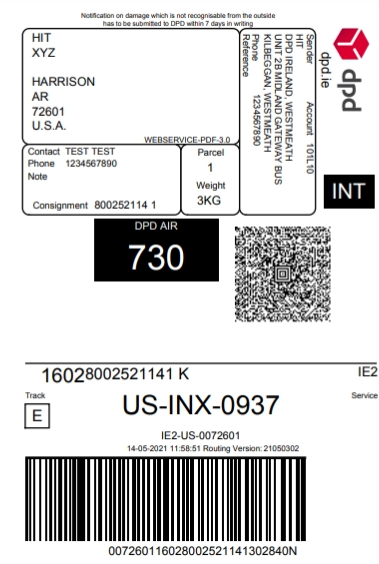 Notification on damage which is not recognisable from the outside
has to be submitted to DPD within 7 days in writing
HIT
XYZ
HARRISON
AR
72601
U.S.A.
WEBSERVICE-PDF-3.0
Contact TEST TEST
Phone 1234567890
Note
Consignment 800252114 1
Parcel
1
Weight
3KG
Sender Account 101L10
HIT
DPD IRELAND, WESTMEATH
UNIT 2B MIDLAND GATEWAY BUS
KILBEGGAN, WESTMEATH
Phone 1234567890
Reference
dpd
dpd.ie
INT
DPD AIR
730
16028002521141 K
IE2
Track
Service
E
US-INX-0937
IE2-US-0072601
14-05-2021 11:58:51 Routing Version: 21050302
0072601160280025211413​02840N